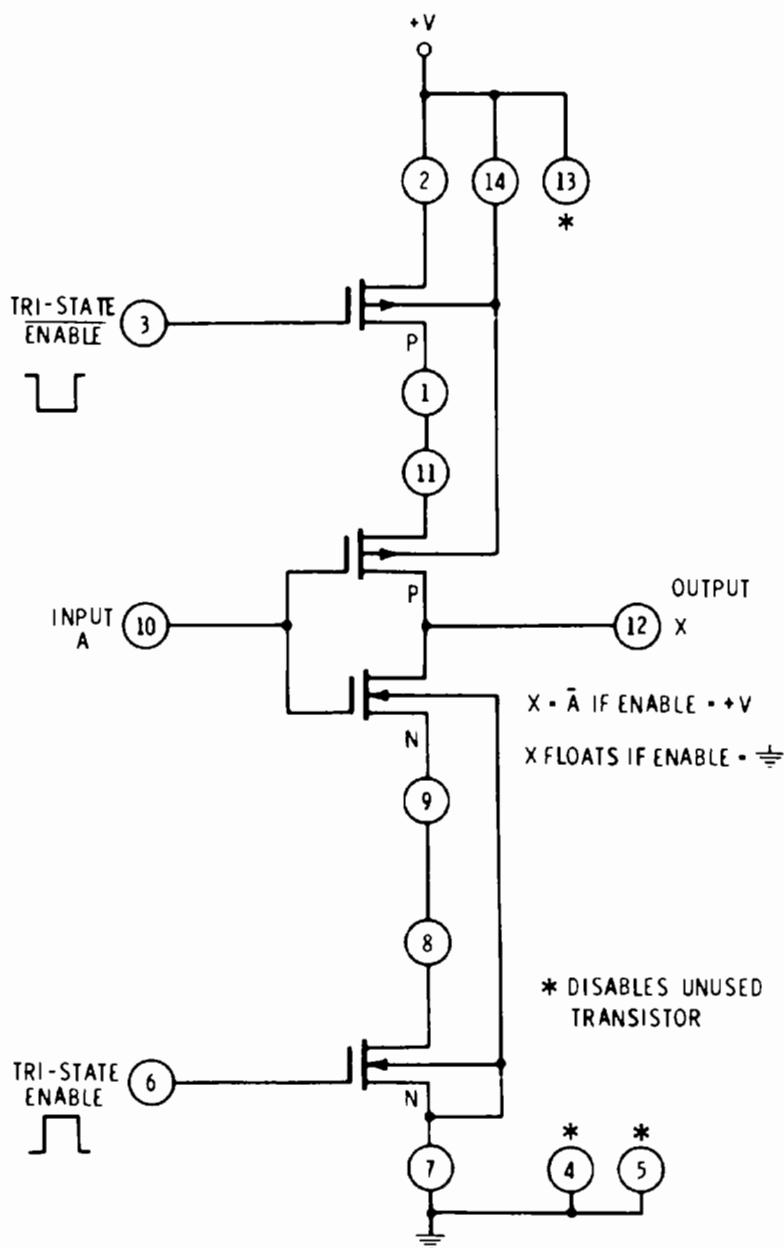 +V
2
14
13
*
TRI-STATE
ENABLE
3
P
1
11
INPUT
A
10
P
OUTPUT
12
X
X = Ā IF ENABLE = +V
N
X FLOATS IF ENABLE =
9
8
* DISABLES UNUSED
TRANSISTOR
TRI-STATE
ENABLE
6
N
*
*
7
4
5